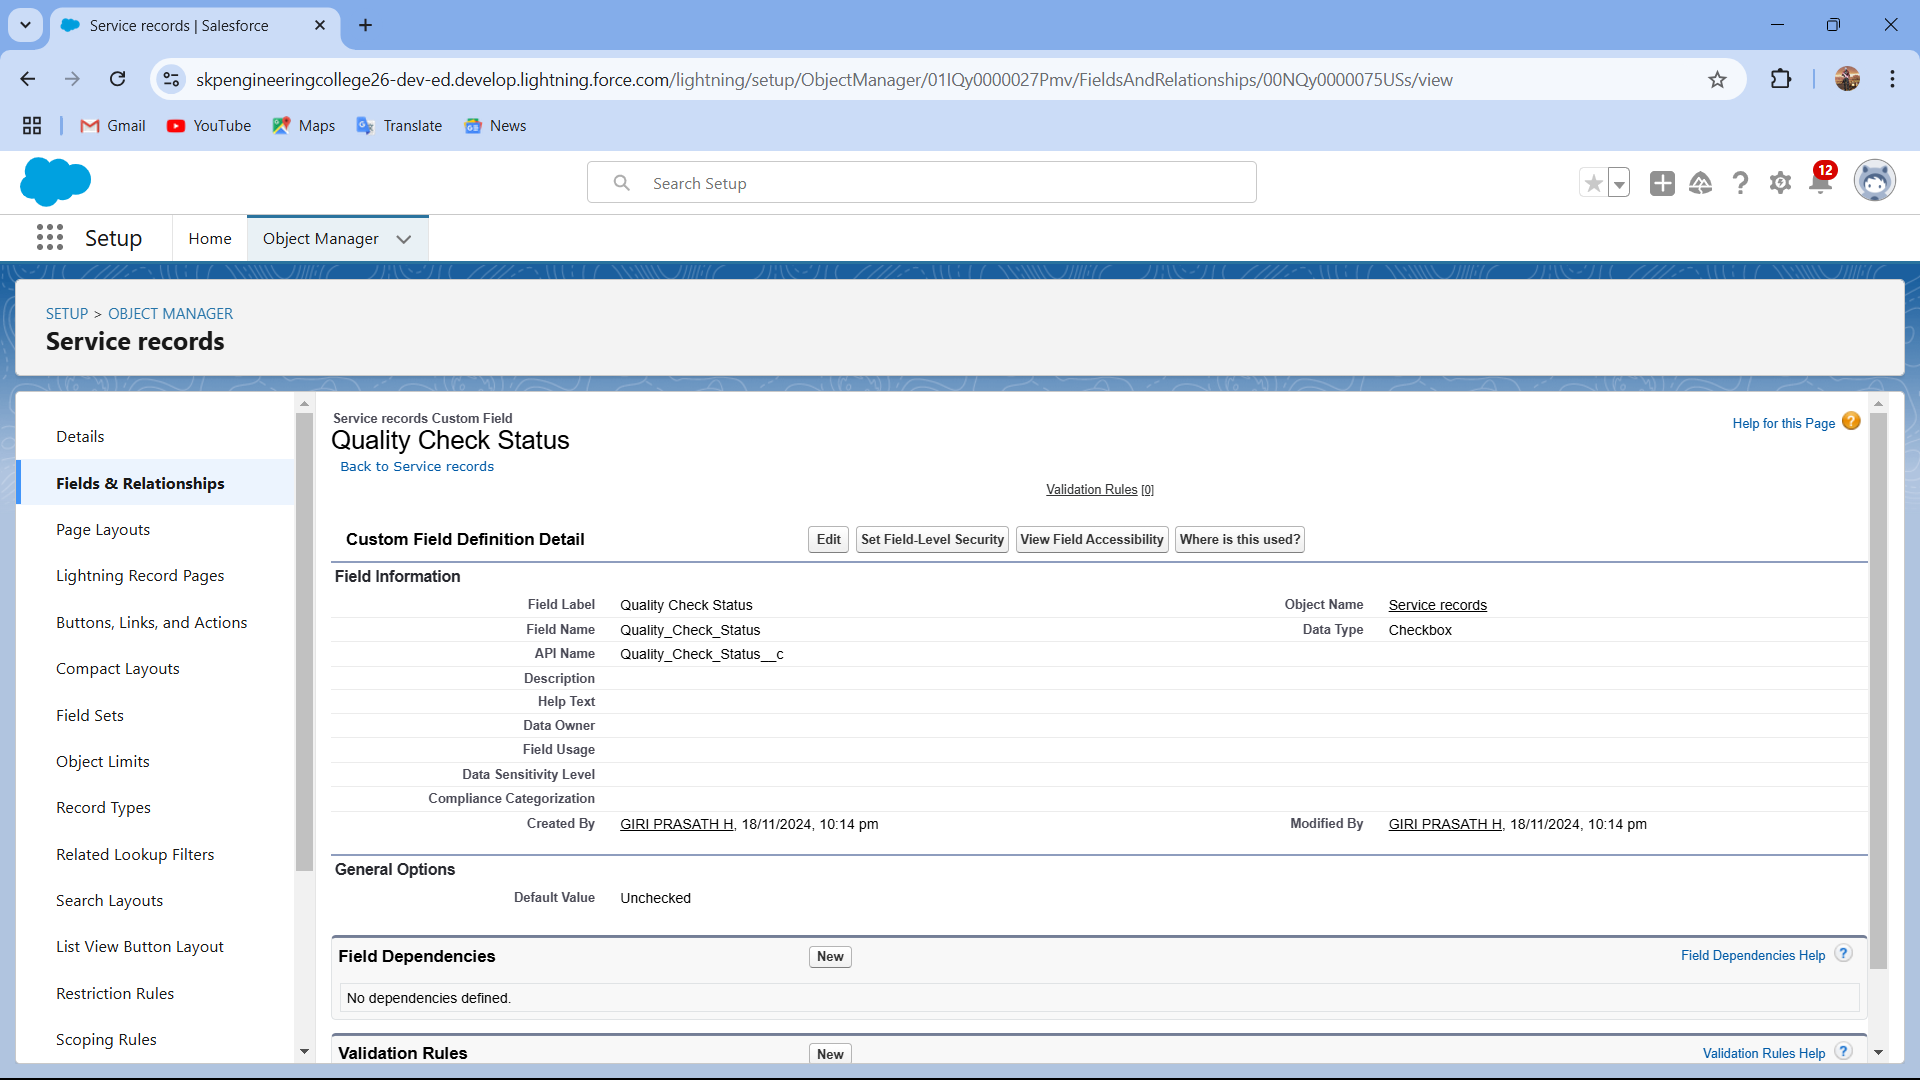 Service records | Salesforce
skpengineeringcollege26-dev-ed.develop.lightning.force.com/lightning/setup/ObjectManager/01IQy0000027Pmv/FieldsAndRelationships/00NQy0000075USs/view
Gmail YouTube Maps Translate News
Search Setup
12
Setup Home Object Manager
SETUP > OBJECT MANAGER
Service records
Details
Fields & Relationships
Page Layouts
Lightning Record Pages
Buttons, Links, and Actions
Compact Layouts
Field Sets
Object Limits
Record Types
Related Lookup Filters
Search Layouts
List View Button Layout
Restriction Rules
Scoping Rules
Service records Custom Field
Quality Check Status
Back to Service records
Help for this Page
Validation Rules [0]
Custom Field Definition Detail Edit Set Field-Level Security View Field Accessibility Where is this used?
Field Information
Field Label Quality Check Status Object Name Service records
Field Name Quality_Check_Status Data Type Checkbox
API Name Quality_Check_Status__c
Description
Help Text
Data Owner
Field Usage
Data Sensitivity Level
Compliance Categorization
Created By GIRI PRASATH H, 18/11/2024, 10:14 pm Modified By GIRI PRASATH H, 18/11/2024, 10:14 pm
General Options
Default Value Unchecked
Field Dependencies New Field Dependencies Help ?
No dependencies defined.
Validation Rules New Validation Rules Help ?